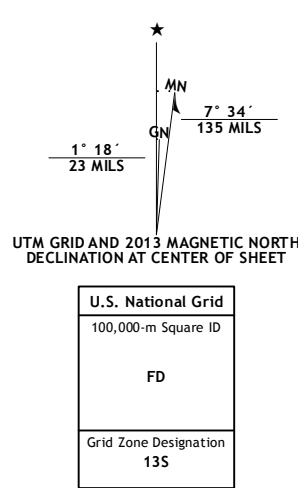 ★
MN
7° 34´
135 MILS
GN
1° 18´
23 MILS
UTM GRID AND 2013 MAGNETIC NORTH
DECLINATION AT CENTER OF SHEET
U.S. National Grid
100,000-m Square ID
FD
Grid Zone Designation
13S